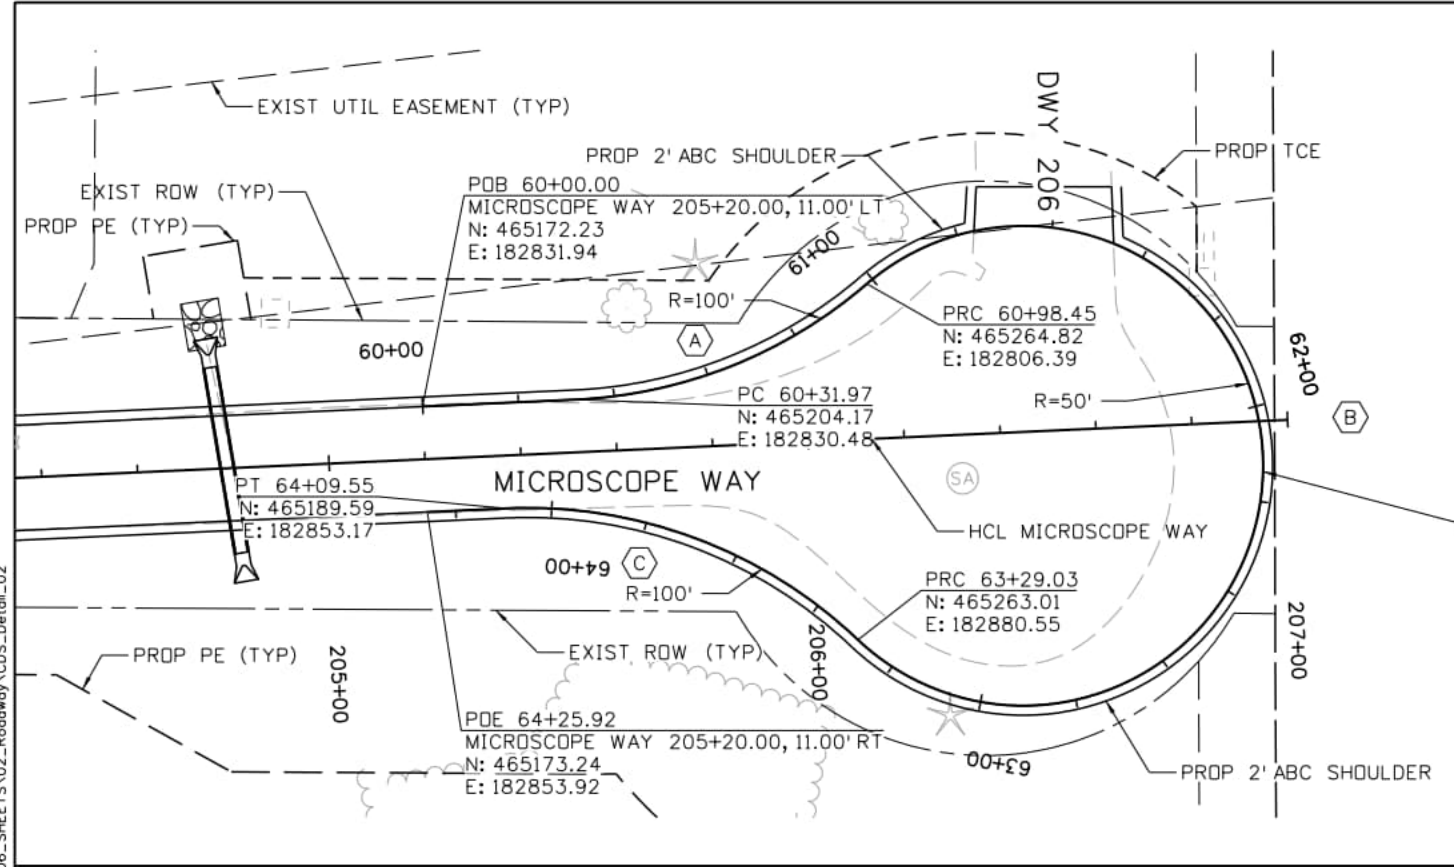 DWY 206
EXIST UTIL EASEMENT (TYP)
PROP 2' ABC SHOULDER
PROP TCE
EXIST ROW (TYP)
PROP PE (TYP)
POB 60+00.00
MICROSCOPE WAY 205+20.00, 11.00' LT
N: 465172.23
E: 182831.94
61+00
R=100'
A
60+00
PRC 60+98.45
N: 465264.82
E: 182806.39
62+00
PC 60+31.97
N: 465204.17
E: 182830.48
R=50'
B
PT 64+09.55
N: 465189.59
E: 182853.17
MICROSCOPE WAY
SA
HCL MICROSCOPE WAY
64+00
C
R=100'
PRC 63+29.03
N: 465263.01
E: 182880.55
PROP PE (TYP)
205+00
EXIST ROW (TYP)
206+00
207+00
POE 64+25.92
MICROSCOPE WAY 205+20.00, 11.00' RT
N: 465173.24
E: 182853.92
63+00
PROP 2' ABC SHOULDER
06_SHEETS\02_Roadway\CDS_Detail_02